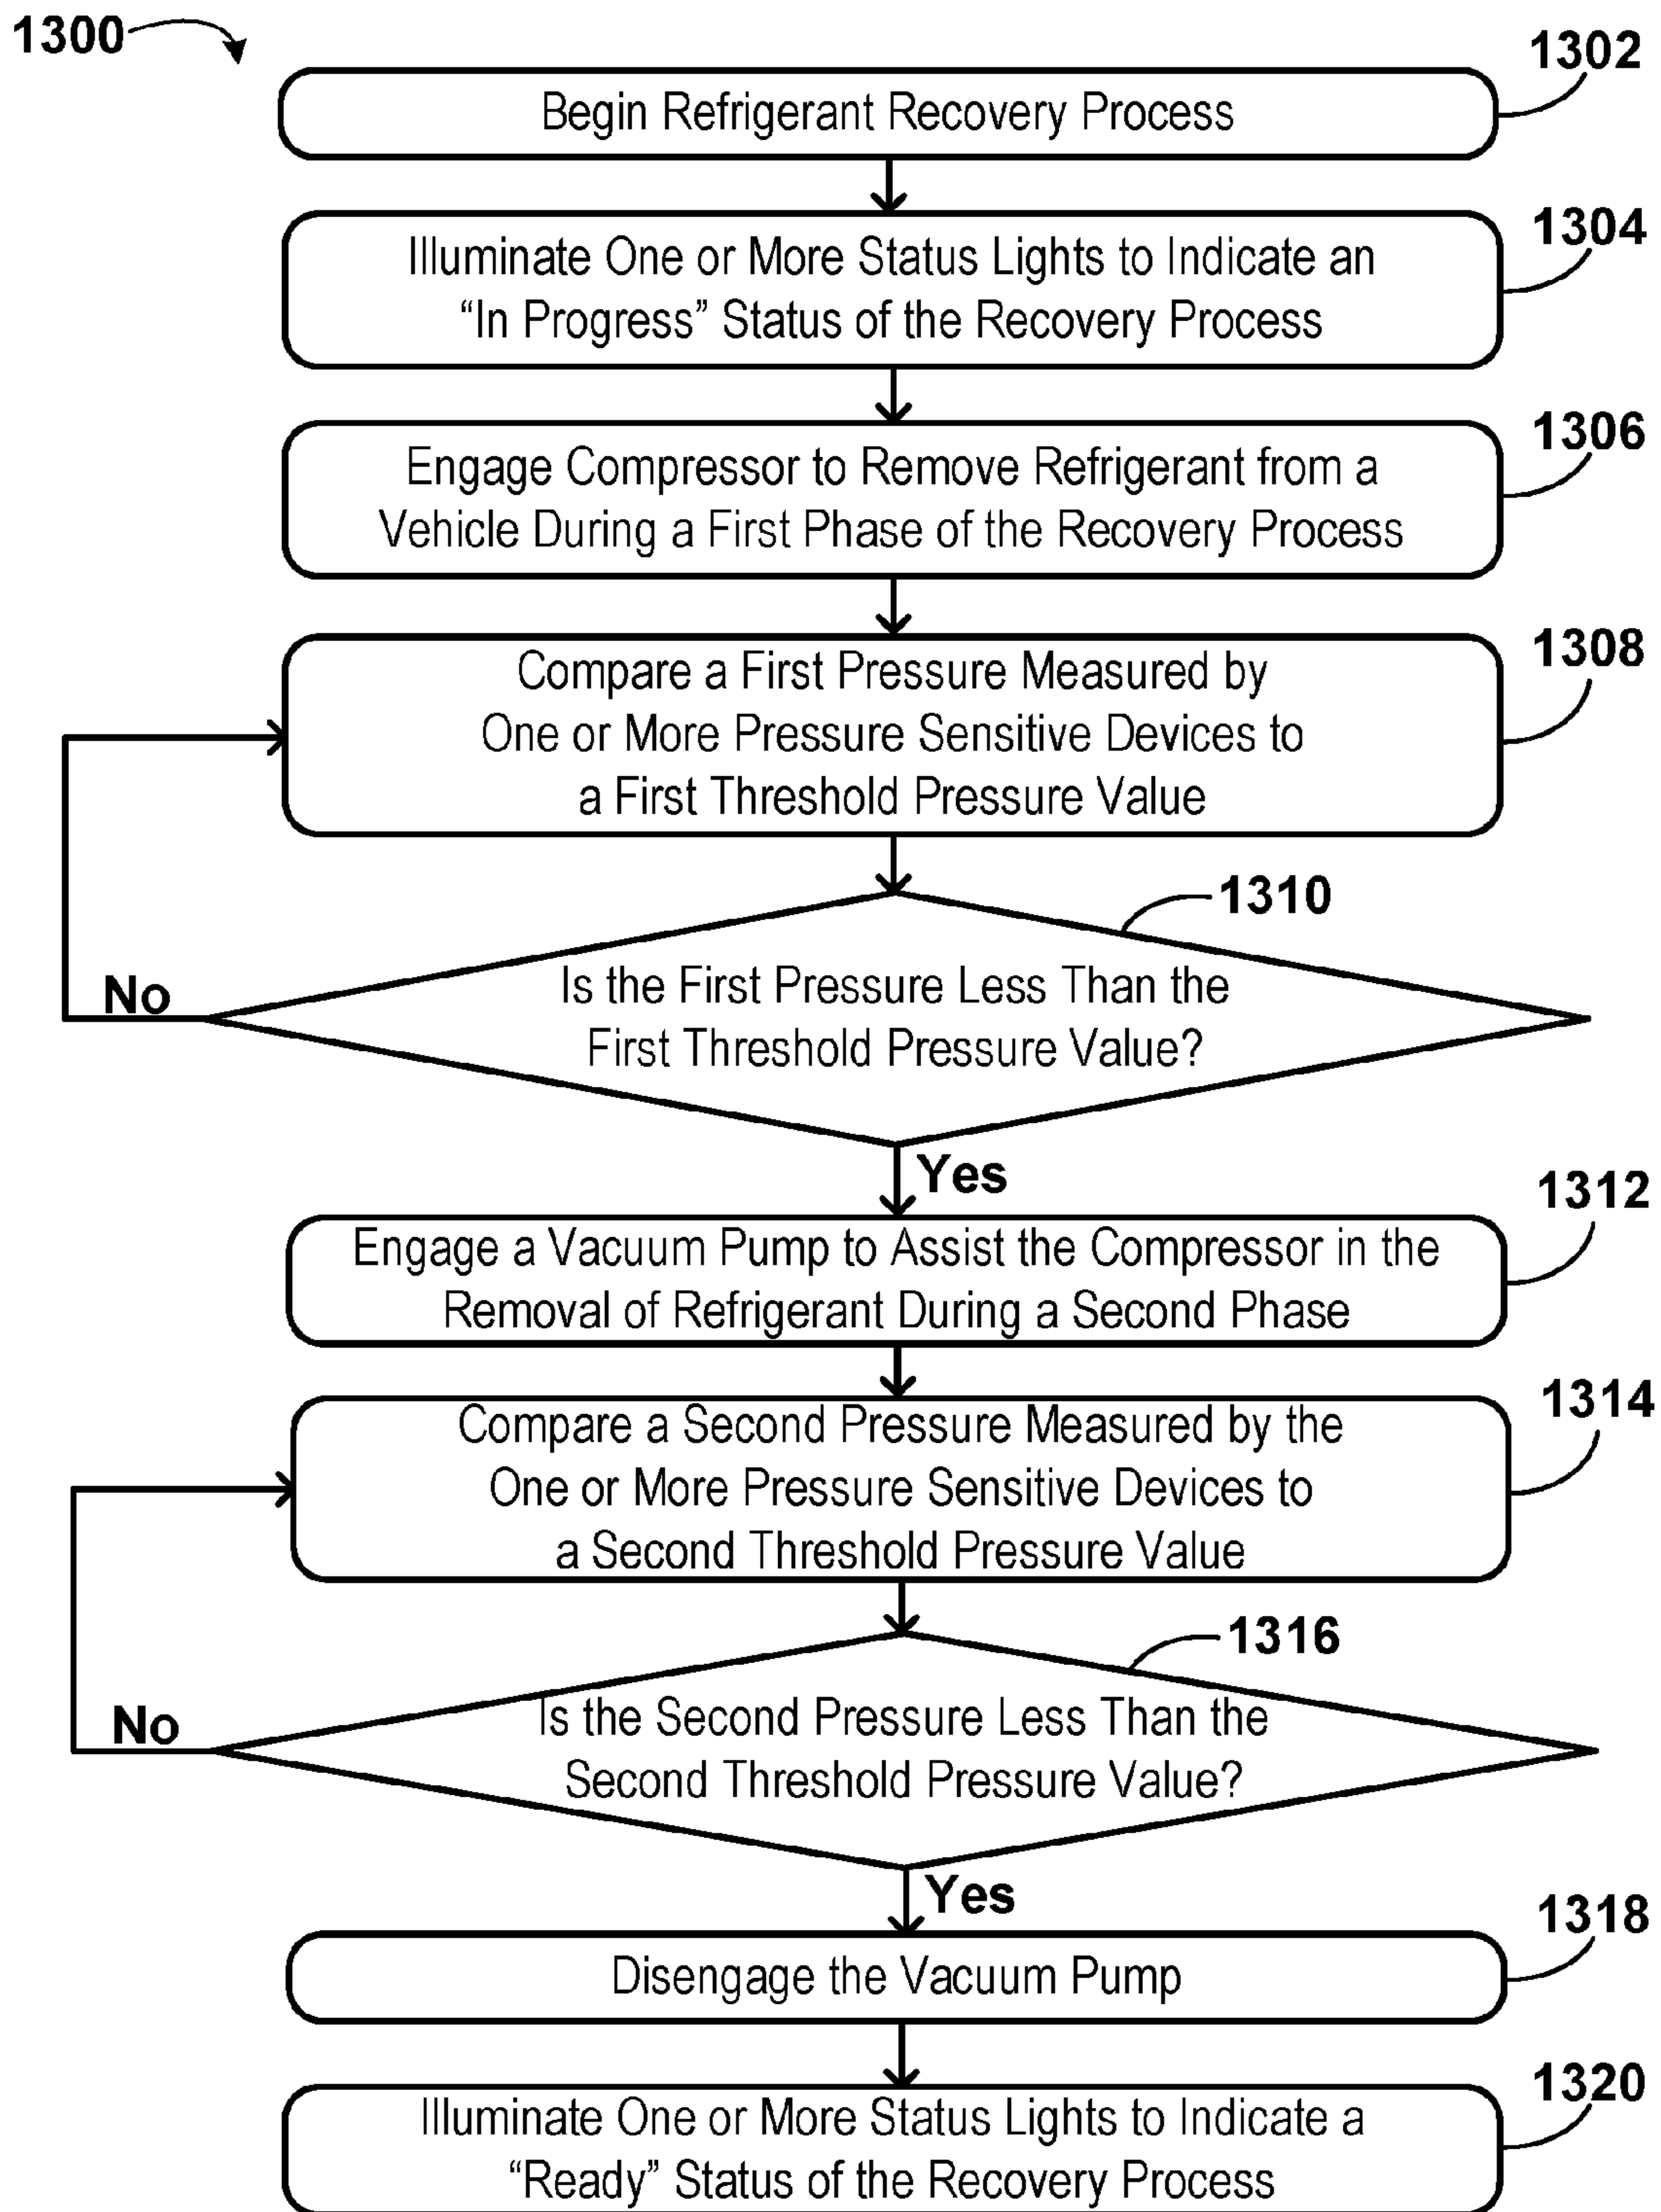 1300
1302
Begin Refrigerant Recovery Process
1304
Illuminate One or More Status Lights to Indicate an
“In Progress” Status of the Recovery Process
1306
Engage Compressor to Remove Refrigerant from a
Vehicle During a First Phase of the Recovery Process
1308
Compare a First Pressure Measured by
One or More Pressure Sensitive Devices to
a First Threshold Pressure Value
1310
Is the First Pressure Less Than the
First Threshold Pressure Value?
No
Yes
1312
Engage a Vacuum Pump to Assist the Compressor in the
Removal of Refrigerant During a Second Phase
1314
Compare a Second Pressure Measured by the
One or More Pressure Sensitive Devices to
a Second Threshold Pressure Value
1316
Is the Second Pressure Less Than the
Second Threshold Pressure Value?
No
Yes
1318
Disengage the Vacuum Pump
1320
Illuminate One or More Status Lights to Indicate a
“Ready” Status of the Recovery Process